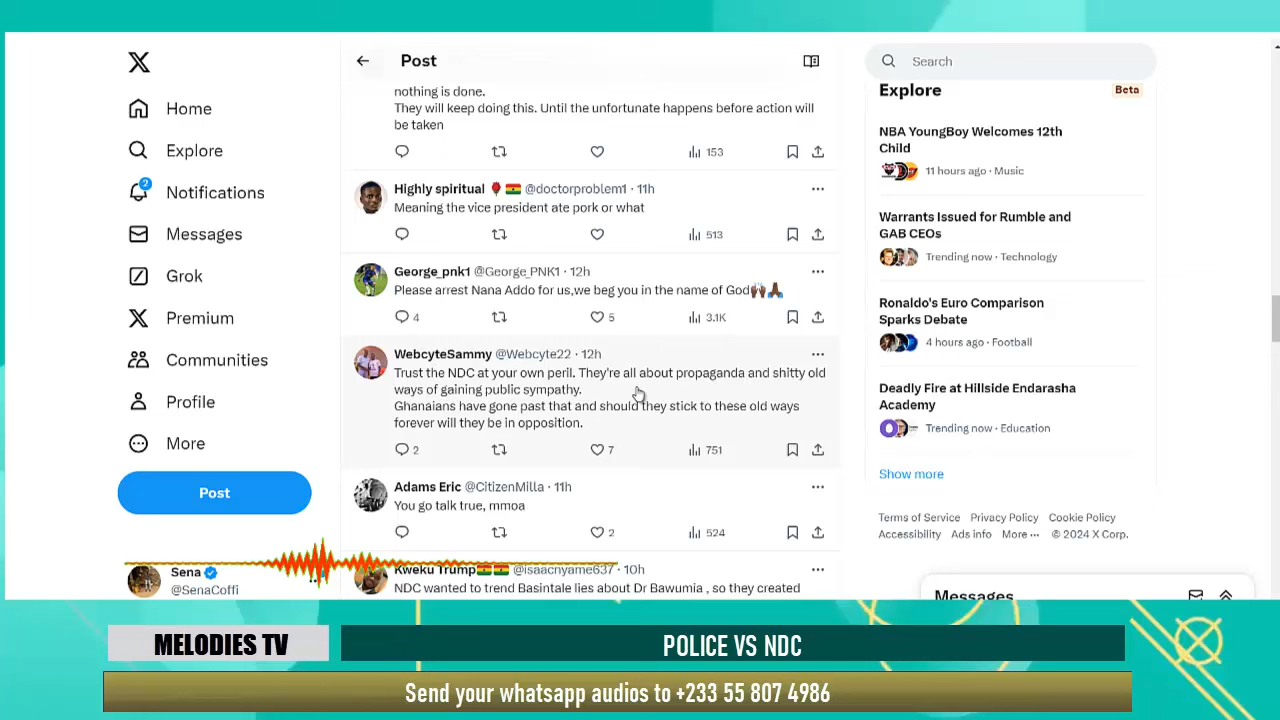 Home
Explore
2
Notifications
Messages
Grok
Premium
Communities
Profile
More
Post
Sena
@SenaCoffi
Post
nothing is done.
They will keep doing this. Until the unfortunate happens before action will
be taken
153
Highly spiritual @doctorproblem1 · 11h
Meaning the vice president ate pork or what
513
George_pnk1 @George_PNK1 · 12h
Please arrest Nana Addo for us,we beg you in the name of God
4 5 3.1K
WebcyteSammy @Webcyte22 · 12h
Trust the NDC at your own peril. They're all about propaganda and shitty old
ways of gaining public sympathy.
Ghanaians have gone past that and should they stick to these old ways
forever will they be in opposition.
2 7 751
Adams Eric @CitizenMilla · 11h
You go talk true, mmoa
2 524
Kweku Trump @isaacnyame637 · 10h
NDC wanted to trend Basintale lies about Dr Bawumia , so they created
Search
Explore
Beta
NBA YoungBoy Welcomes 12th
Child
11 hours ago · Music
Warrants Issued for Rumble and
GAB CEOs
Trending now · Technology
Ronaldo's Euro Comparison
Sparks Debate
4 hours ago · Football
Deadly Fire at Hillside Endarasha
Academy
Trending now · Education
Show more
Terms of Service Privacy Policy Cookie Policy
Accessibility Ads info More ··· © 2024 X Corp.
Messages
MELODIES TV
POLICE VS NDC
Send your whatsapp audios to +233 55 807 4986